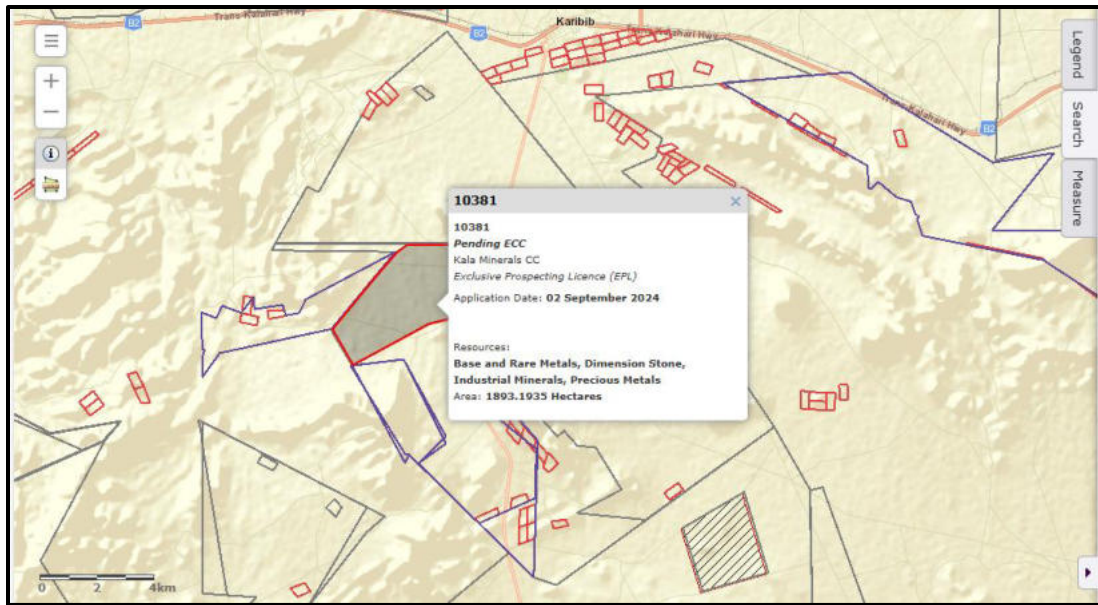 Trans-Kalahari Hwy
B2
Karibib
B2
Trans-Kalahari Hwy
Legend
Search
Measure
Trans-Kalahari Hwy
B2
10381
10381
Pending ECC
Kala Minerals CC
Exclusive Prospecting Licence (EPL)
Application Date: 02 September 2024
Resources:
Base and Rare Metals, Dimension Stone,
Industrial Minerals, Precious Metals
Area: 1893.1935 Hectares
0 2 4km